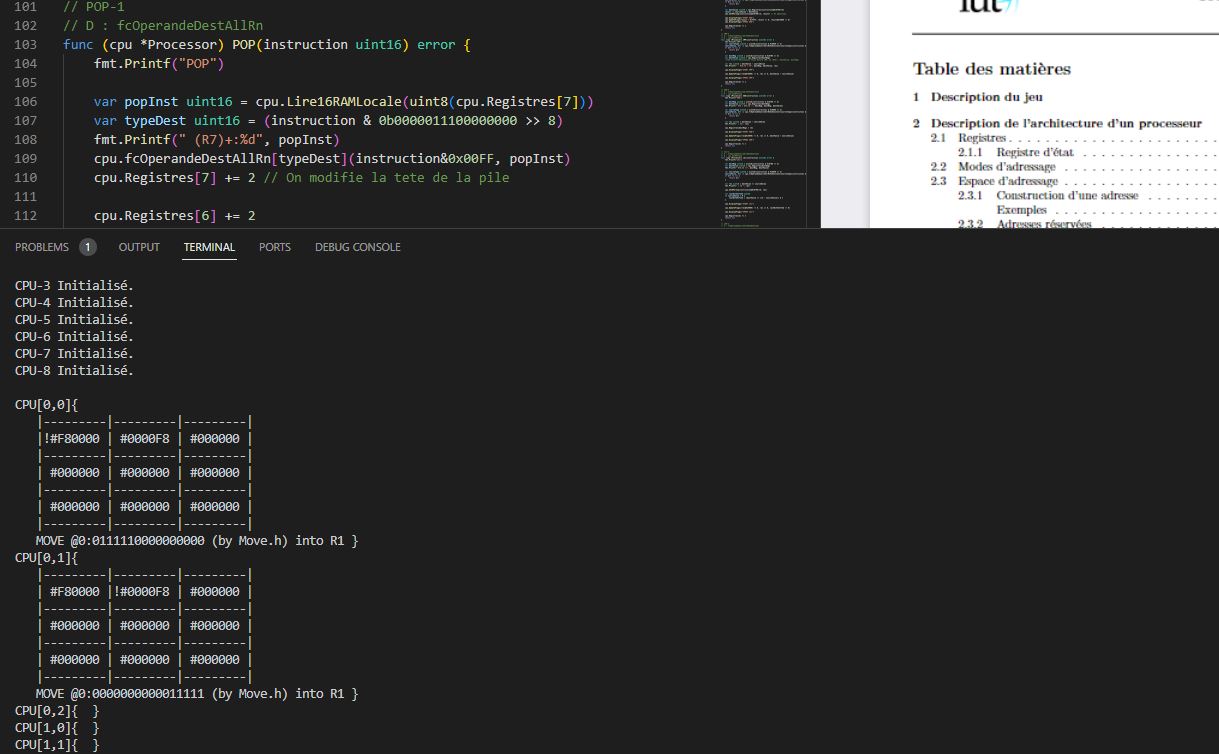 101 // POP-1
102 // D : fcOperandeDestAllRn
103 func (cpu *Processor) POP(instruction uint16) error {
104 fmt.Printf("POP")
105
106 var popInst uint16 = cpu.Lire16RAMLocale(uint8(cpu.Registres[7]))
107 var typeDest uint16 = (instruction & 0b0000011100000000 >> 8)
108 fmt.Printf(" (R7)+:%d", popInst)
109 cpu.fcOperandeDestAllRn[typeDest](instruction&0x00FF, popInst)
110 cpu.Registres[7] += 2 // On modifie la tete de la pile
111
112 cpu.Registres[6] += 2
iut
Table des matières
1 Description du jeu
2 Description de l'architecture d'un processeur
2.1 Registres . . . . . . . . . . . . . . .
2.1.1 Registre d'état . . . . . . . . .
2.2 Modes d'adressage . . . . . . . . . .
2.3 Espace d'adressage . . . . . . . . . .
2.3.1 Construction d'une adresse . . . .
Exemples . . . . . . . . . . .
2.3.2 Adresses réservées . . . . . . . .
PROBLEMS 1 OUTPUT TERMINAL PORTS DEBUG CONSOLE
CPU-3 Initialisé.
CPU-4 Initialisé.
CPU-5 Initialisé.
CPU-6 Initialisé.
CPU-7 Initialisé.
CPU-8 Initialisé.
CPU[0,0]{
|---------|---------|---------|
|!#F80000 | #0000F8 | #000000 |
|---------|---------|---------|
| #000000 | #000000 | #000000 |
|---------|---------|---------|
| #000000 | #000000 | #000000 |
|---------|---------|---------|
MOVE @0:0111110000000000 (by Move.h) into R1 }
CPU[0,1]{
|---------|---------|---------|
| #F80000 |!#0000F8 | #000000 |
|---------|---------|---------|
| #000000 | #000000 | #000000 |
|---------|---------|---------|
| #000000 | #000000 | #000000 |
|---------|---------|---------|
MOVE @0:0000000000011111 (by Move.h) into R1 }
CPU[0,2]{ }
CPU[1,0]{ }
CPU[1,1]{ }